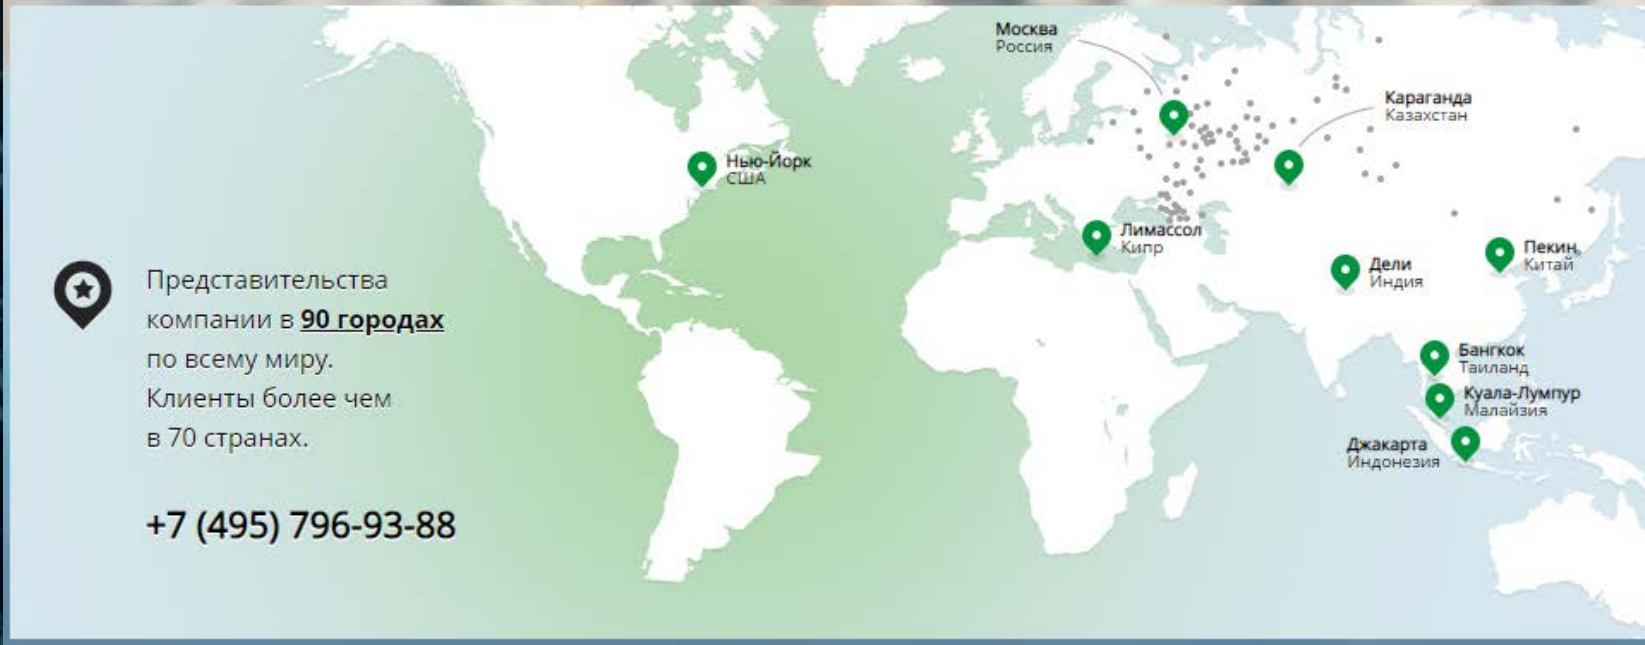 Москва
Россия
Караганда
Казахстан
Нью-Йорк
США
Лимассол
Кипр
Дели
Индия
Пекин
Китай
Представительства
компании в 90 городах
по всему миру.
Клиенты более чем
в 70 странах.
Бангкок
Таиланд
Куала-Лумпур
Малайзия
Джакарта
Индонезия
+7 (495) 796-93-88